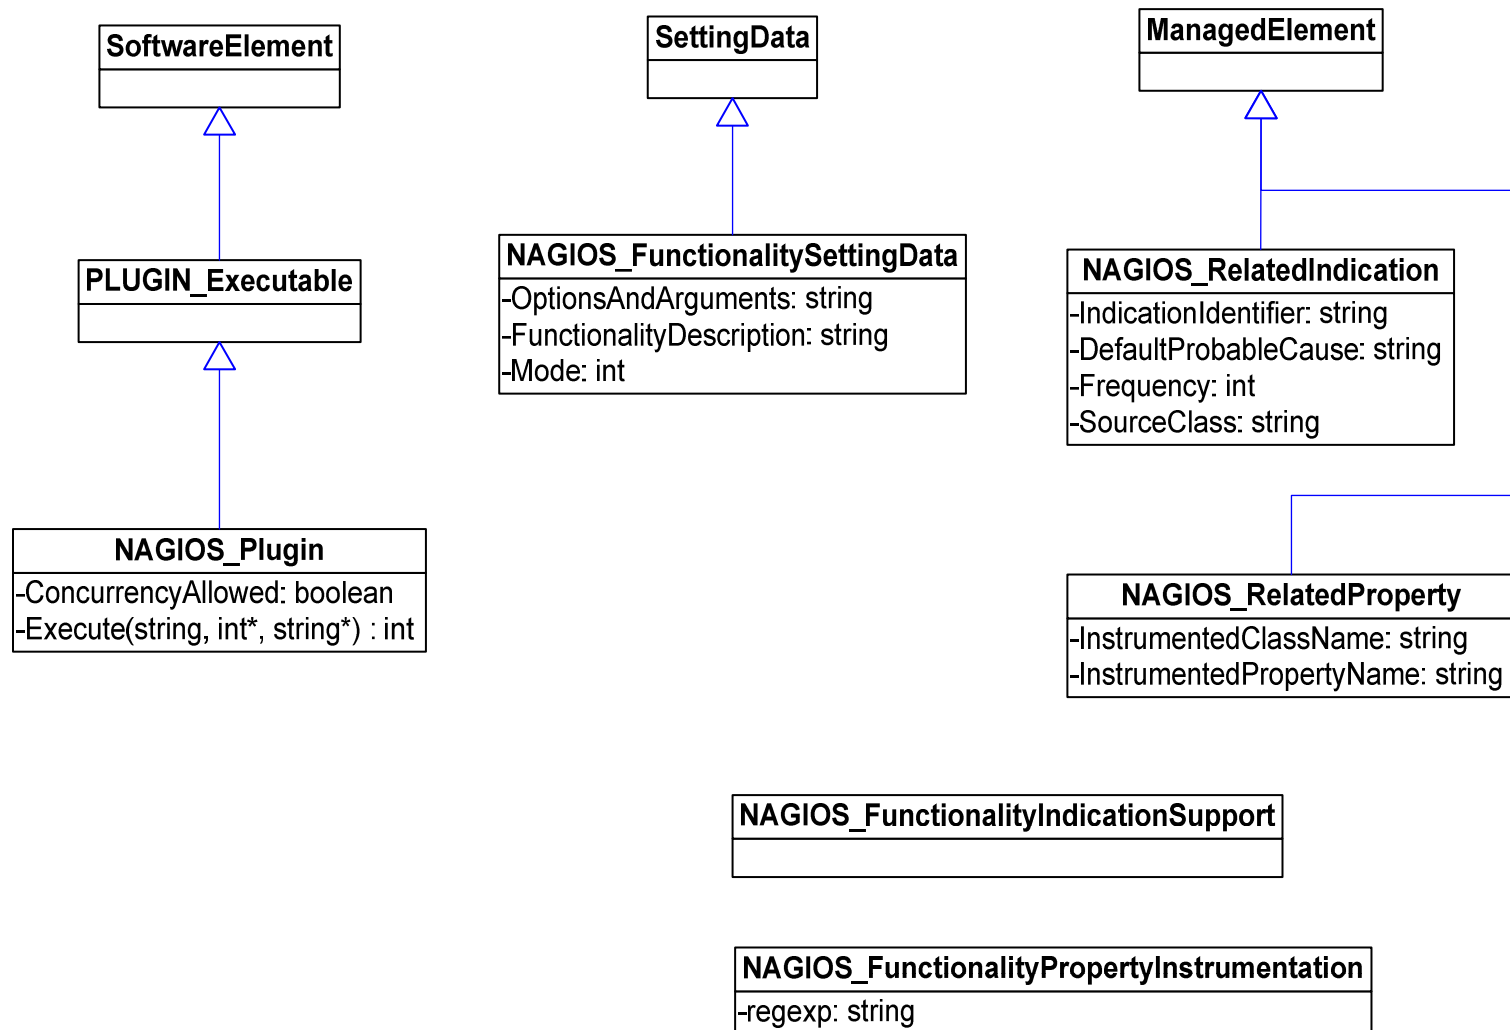 SoftwareElement
SettingData
ManagedElement
PLUGIN_Executable
NAGIOS_FunctionalitySettingData
-OptionsAndArguments: string
-FunctionalityDescription: string
-Mode: int
NAGIOS_RelatedIndication
-IndicationIdentifier: string
-DefaultProbableCause: string
-Frequency: int
-SourceClass: string
NAGIOS_Plugin
-ConcurrencyAllowed: boolean
-Execute(string, int*, string*) : int
NAGIOS_RelatedProperty
-InstrumentedClassName: string
-InstrumentedPropertyName: string
NAGIOS_FunctionalityIndicationSupport
NAGIOS_FunctionalityPropertyInstrumentation
-regexp: string